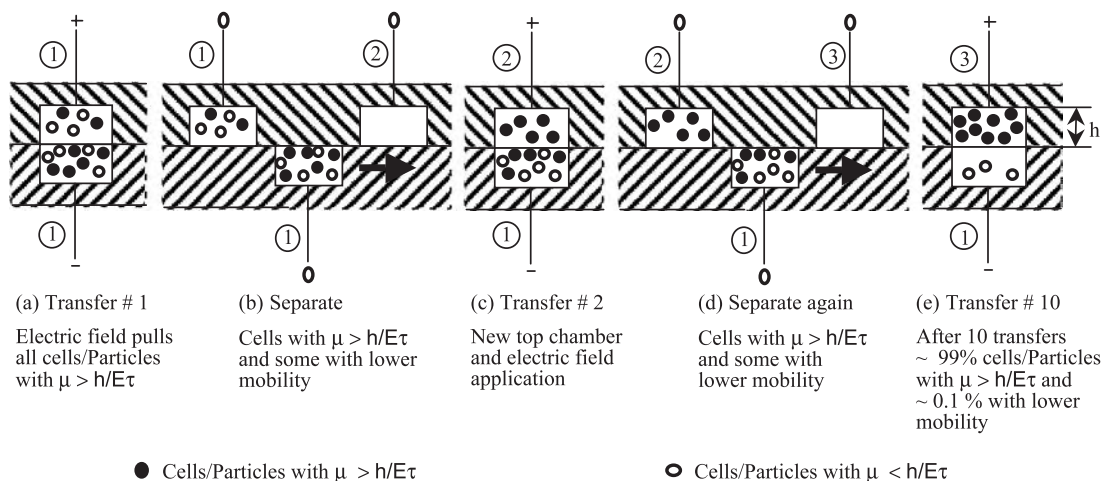 +
0
0
+
0
0
+
1
1
2
2
2
3
3
h
1
1
1
1
1
−
0
−
0
−
(a) Transfer # 1
Electric field pulls
all cells/Particles
with μ > h/Eτ
(b) Separate
Cells with μ > h/Eτ
and some with lower
mobility
(c) Transfer # 2
New top chamber
and electric field
application
(d) Separate again
Cells with μ > h/Eτ
and some with
lower mobility
(e) Transfer # 10
After 10 transfers
~ 99% cells/Particles
with μ > h/Eτ and
~ 0.1 % with lower
mobility
Cells/Particles with μ > h/Eτ
Cells/Particles with μ < h/Eτ